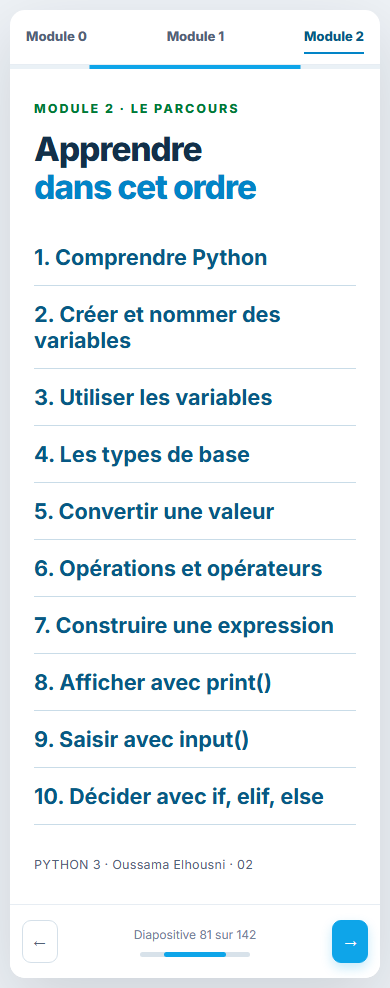 Module 0
Module 1
Module 2
MODULE 2 · LE PARCOURS
Apprendre
dans cet ordre
1. Comprendre Python
2. Créer et nommer des
variables
3. Utiliser les variables
4. Les types de base
5. Convertir une valeur
6. Opérations et opérateurs
7. Construire une expression
8. Afficher avec print()
9. Saisir avec input()
10. Décider avec if, elif, else
PYTHON 3 · Oussama Elhousni · 02
←
Diapositive 81 sur 142
→